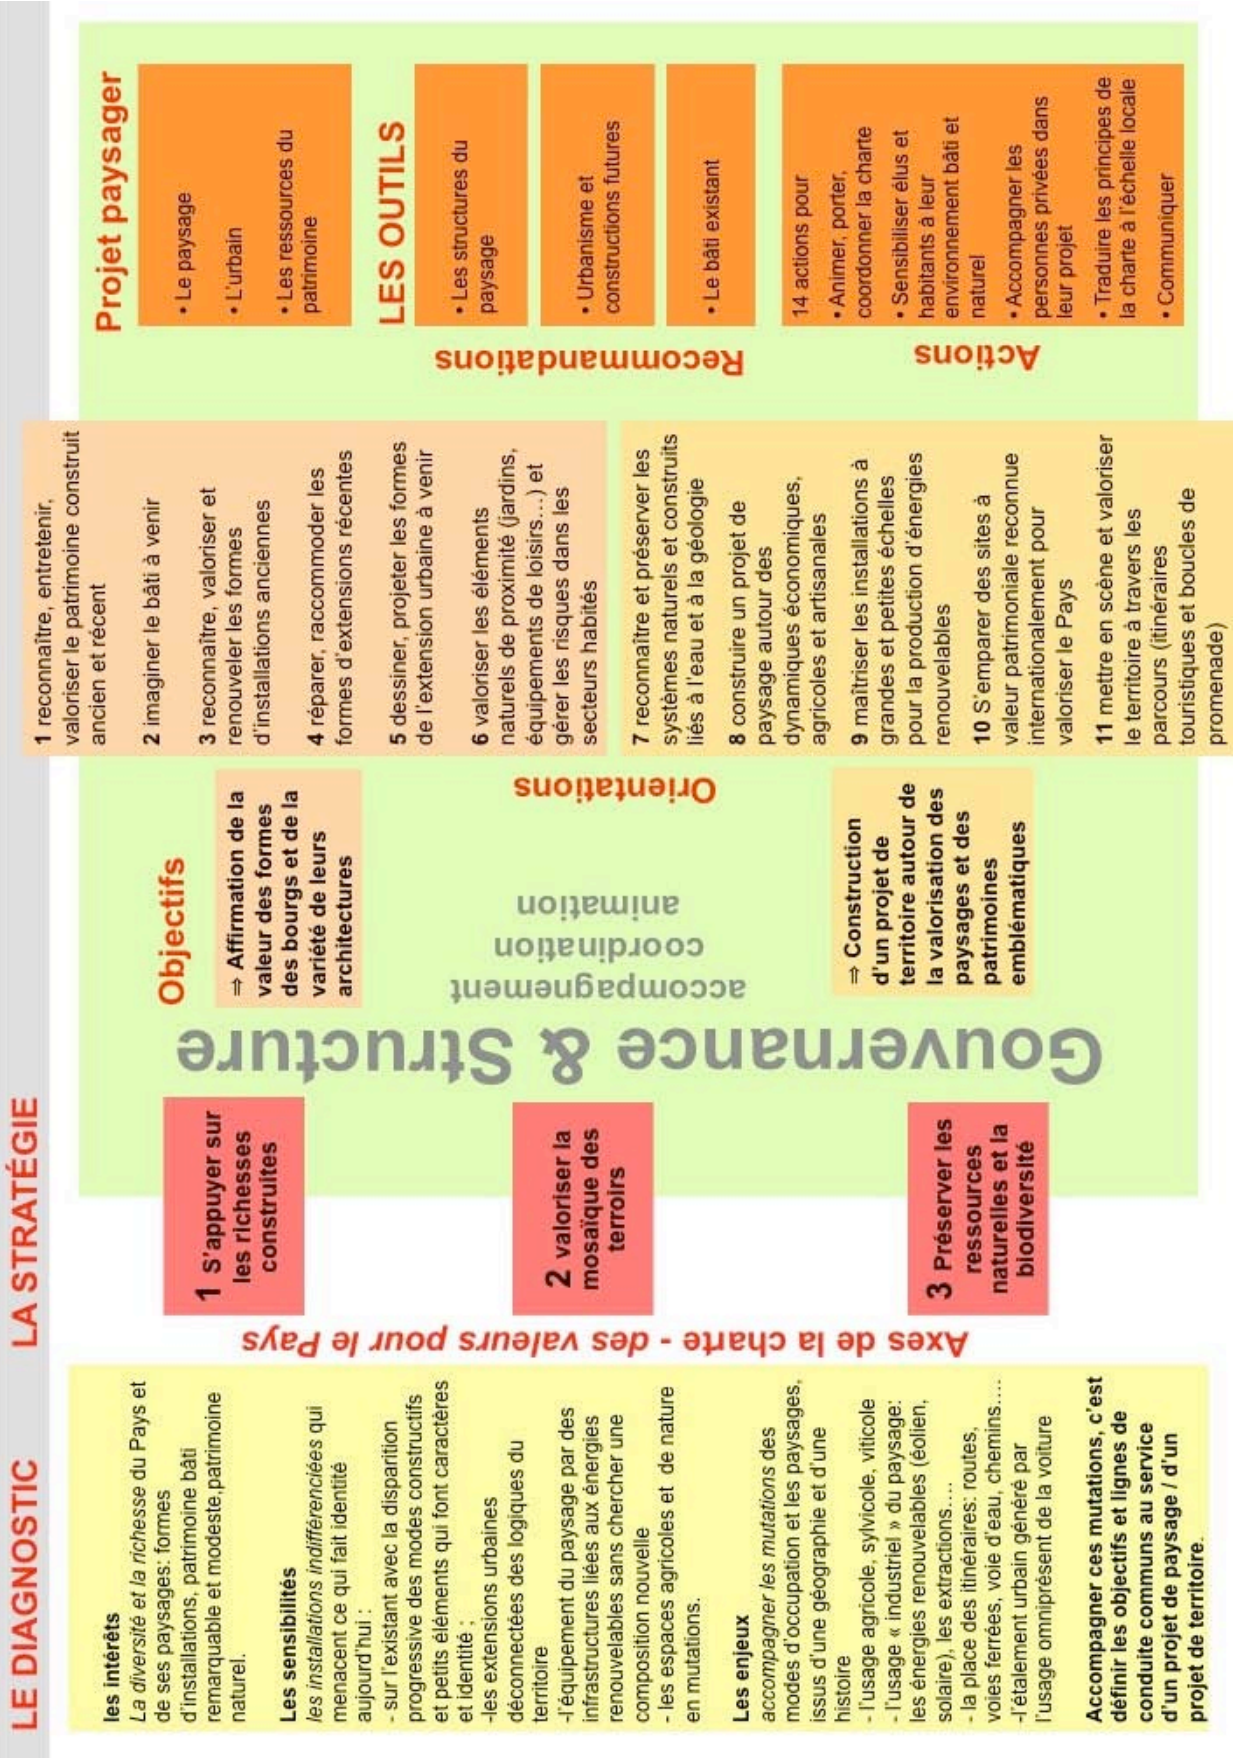 LE DIAGNOSTIC
LA STRATÉGIE
les intérêts
La diversité et la richesse du Pays et
de ses paysages: formes
d'installations, patrimoine bâti
remarquable et modeste,patrimoine
naturel.
Les sensibilités
les installations indifférenciées qui
menacent ce qui fait identité
aujourd'hui :
- sur l'existant avec la disparition
progressive des modes constructifs
et petits éléments qui font caractères
et identité ;
-les extensions urbaines
déconnectées des logiques du
territoire
-l'équipement du paysage par des
infrastructures liées aux énergies
renouvelables sans chercher une
composition nouvelle
- les espaces agricoles et de nature
en mutations.
Les enjeux
accompagner les mutations des
modes d'occupation et les paysages,
issus d'une géographie et d'une
histoire
- l'usage agricole, sylvicole, viticole
- l'usage « industriel » du paysage:
les énergies renouvelables (éolien,
solaire), les extractions....
- la place des itinéraires: routes,
voies ferrées, voie d'eau, chemins....
-l'étalement urbain généré par
l'usage omniprésent de la voiture
Accompagner ces mutations, c'est
définir les objectifs et lignes de
conduite communs au service
d'un projet de paysage / d'un
projet de territoire.
Axes de la charte - des valeurs pour le Pays
1 S'appuyer sur
les richesses
construites
2 valoriser la
mosaïque des
terroirs
3 Préserver les
ressources
naturelles et la
biodiversité
Gouvernance & Structure
accompagnement
coordination
animation
Objectifs
⇒ Affirmation de la
valeur des formes
des bourgs et de la
variété de leurs
architectures
⇒ Construction
d'un projet de
territoire autour de
la valorisation des
paysages et des
patrimoines
emblématiques
Orientations
1 reconnaître, entretenir,
valoriser le patrimoine construit
ancien et récent
2 imaginer le bâti à venir
3 reconnaître, valoriser et
renouveler les formes
d'installations anciennes
4 réparer, raccommoder les
formes d'extensions récentes
5 dessiner, projeter les formes
de l'extension urbaine à venir
6 valoriser les éléments
naturels de proximité (jardins,
équipements de loisirs...) et
gérer les risques dans les
secteurs habités
7 reconnaître et préserver les
systèmes naturels et construits
liés à l'eau et à la géologie
8 construire un projet de
paysage autour des
dynamiques économiques,
agricoles et artisanales
9 maîtriser les installations à
grandes et petites échelles
pour la production d'énergies
renouvelables
10 S'emparer des sites à
valeur patrimoniale reconnue
internationalement pour
valoriser le Pays
11 mettre en scène et valoriser
le territoire à travers les
parcours (itinéraires
touristiques et boucles de
promenade)
Projet paysager
• Le paysage
• L'urbain
• Les ressources du
patrimoine
LES OUTILS
Recommandations
• Les structures du
paysage
• Urbanisme et
constructions futures
• Le bâti existant
Actions
14 actions pour
• Animer, porter,
coordonner la charte
• Sensibiliser élus et
habitants à leur
environnement bâti et
naturel
• Accompagner les
personnes privées dans
leur projet
• Traduire les principes de
la charte à l'échelle locale
• Communiquer